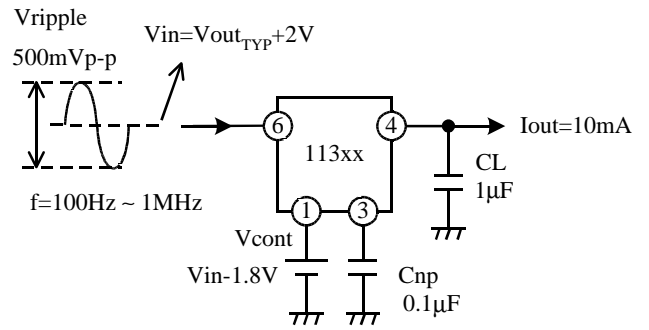 Vripple
500mVp-p
Vin=VoutTYP+2V
f=100Hz ~ 1MHz
6
4
113xx
1
3
Iout=10mA
CL
1μF
Vcont
Vin-1.8V
Cnp
0.1μF